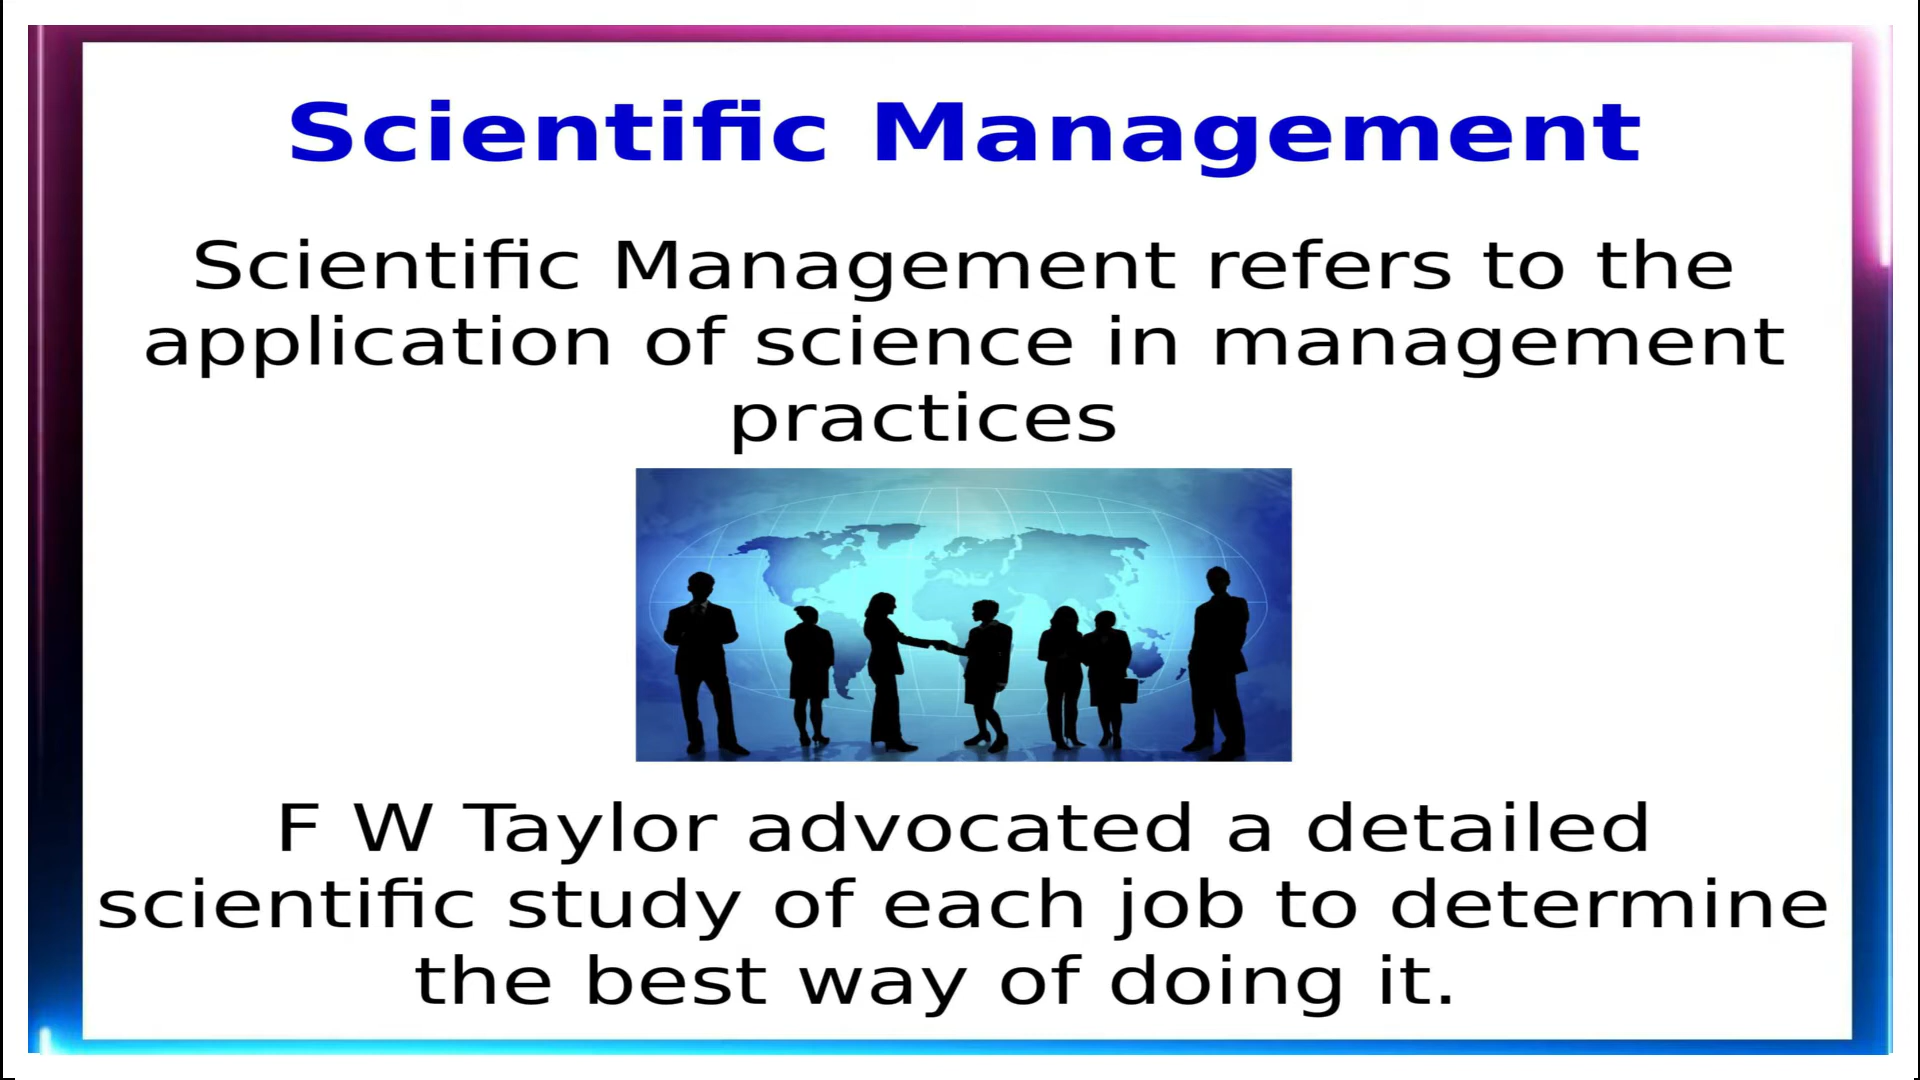 Scientific Management
Scientific Management refers to the
application of science in management
practices
F W Taylor advocated a detailed
scientific study of each job to determine
the best way of doing it.